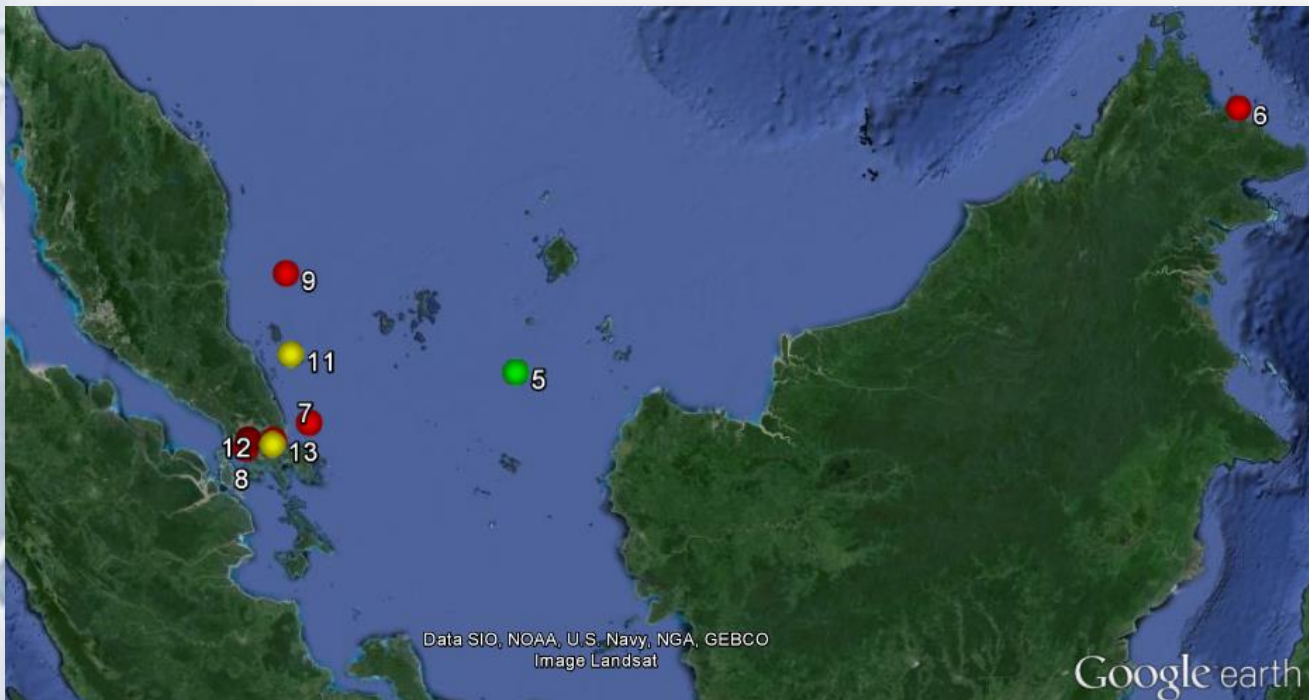 6
9
11
5
7
12
13
8
Data SIO, NOAA, U.S. Navy, NGA, GEBCO
Image Landsat
Google earth